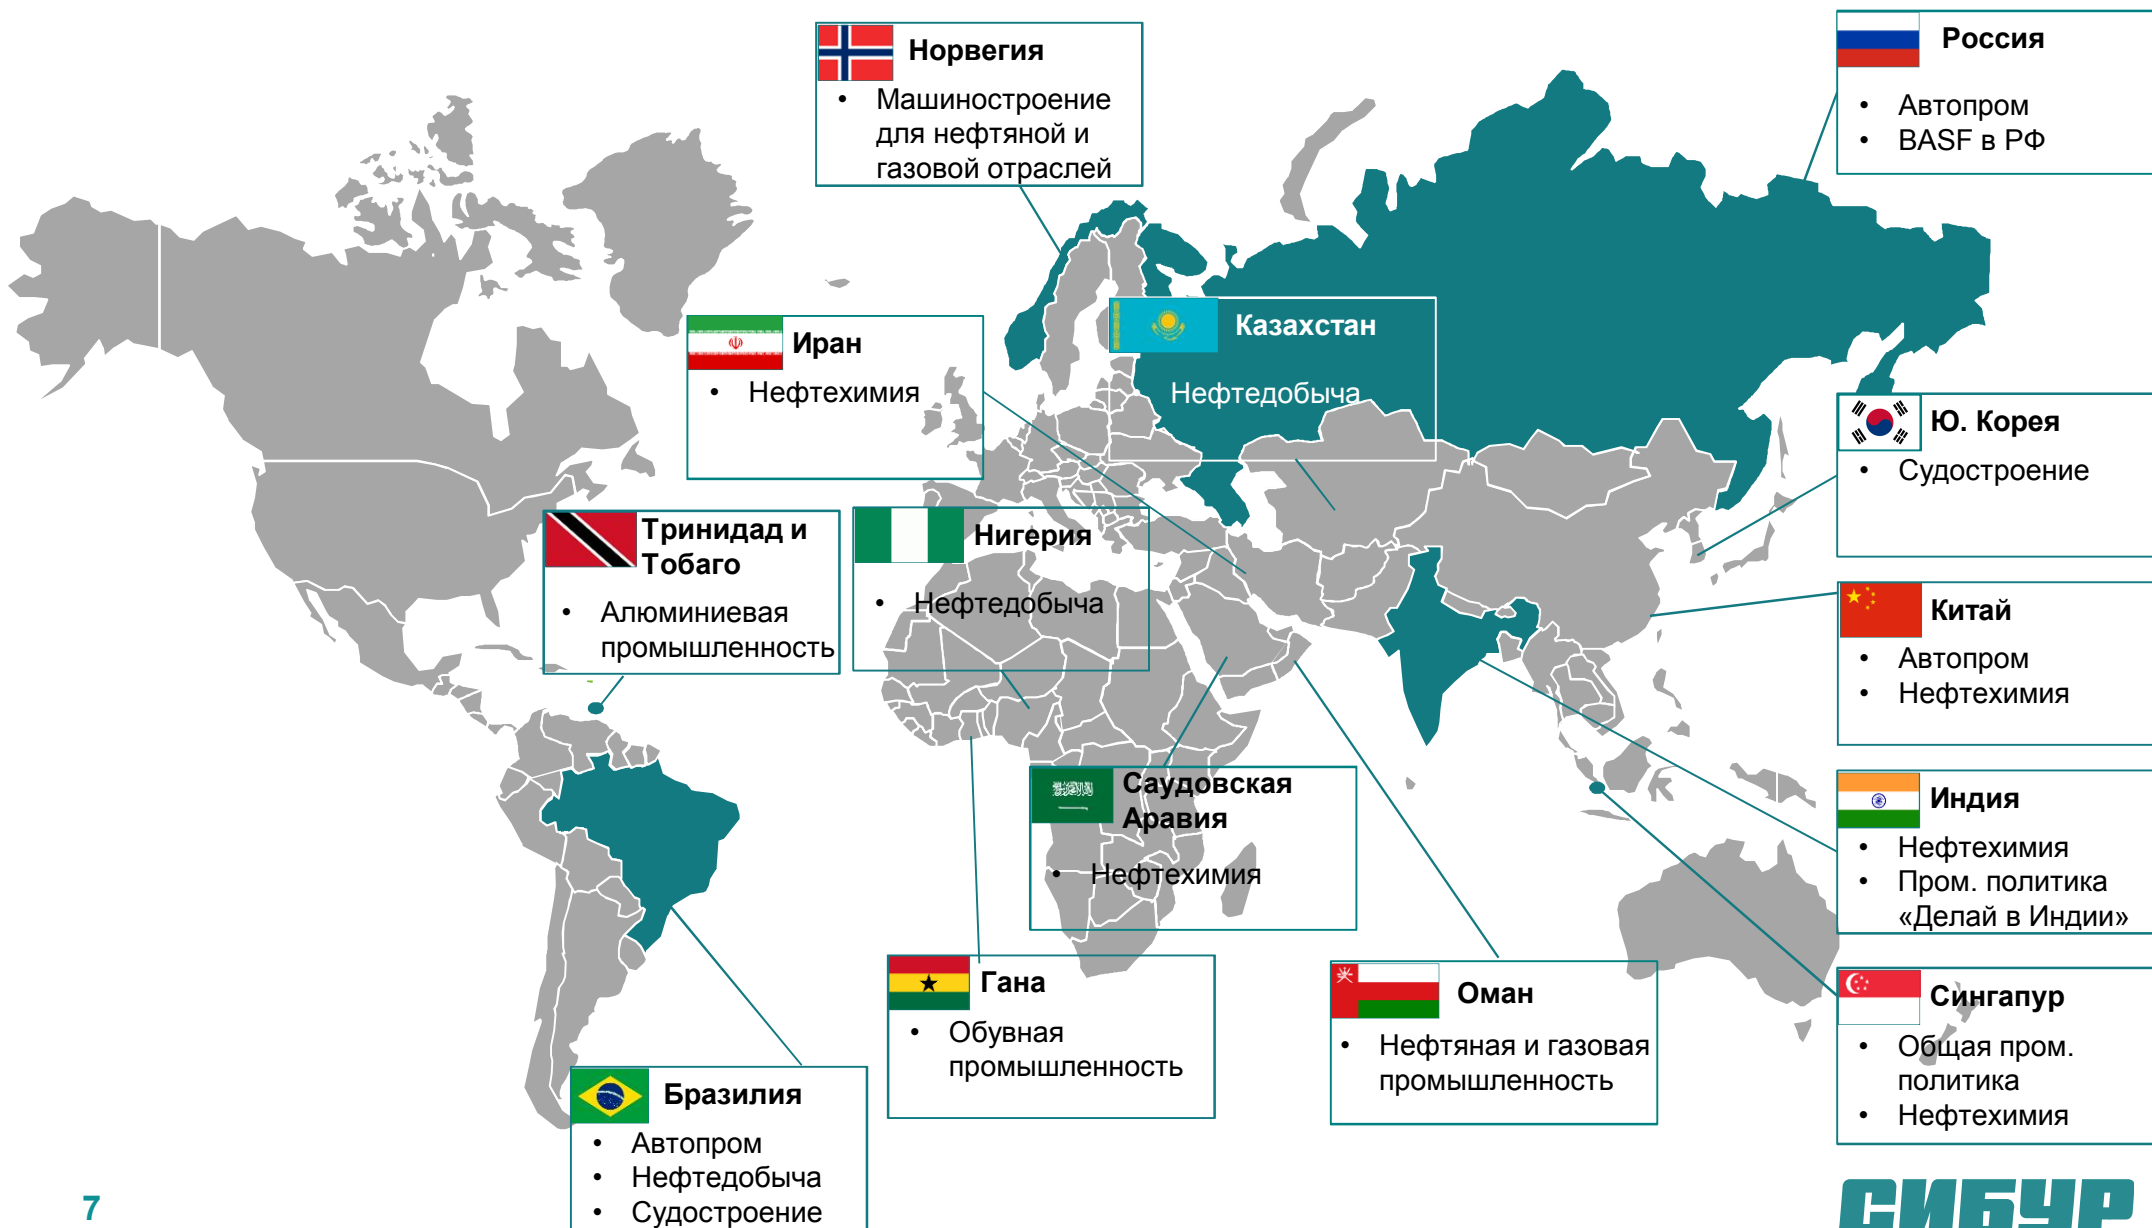 Норвегия
• Машиностроение
для нефтяной и
газовой отраслей
Россия
• Автопром
• BASF в РФ
Иран
• Нефтехимия
Казахстан
Нефтедобыча
Ю. Корея
• Судостроение
Тринидад и
Тобаго
• Алюминиевая
промышленность
Нигерия
• Нефтедобыча
Китай
• Автопром
• Нефтехимия
Саудовская
Аравия
• Нефтехимия
Индия
• Нефтехимия
• Пром. политика
«Делай в Индии»
Гана
• Обувная
промышленность
Оман
• Нефтяная и газовая
промышленность
Сингапур
• Общая пром.
политика
• Нефтехимия
Бразилия
• Автопром
• Нефтедобыча
• Судостроение
7
СИБУР